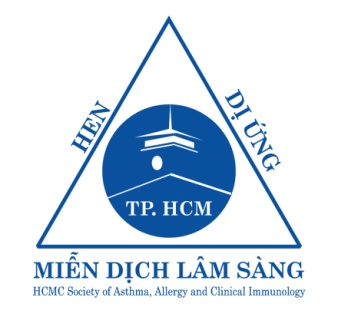 HEN
DỊ ỨNG
TP. HCM
MIỄN DỊCH LÂM SÀNG
HCMC Society of Asthma, Allergy and Clinical Immunology